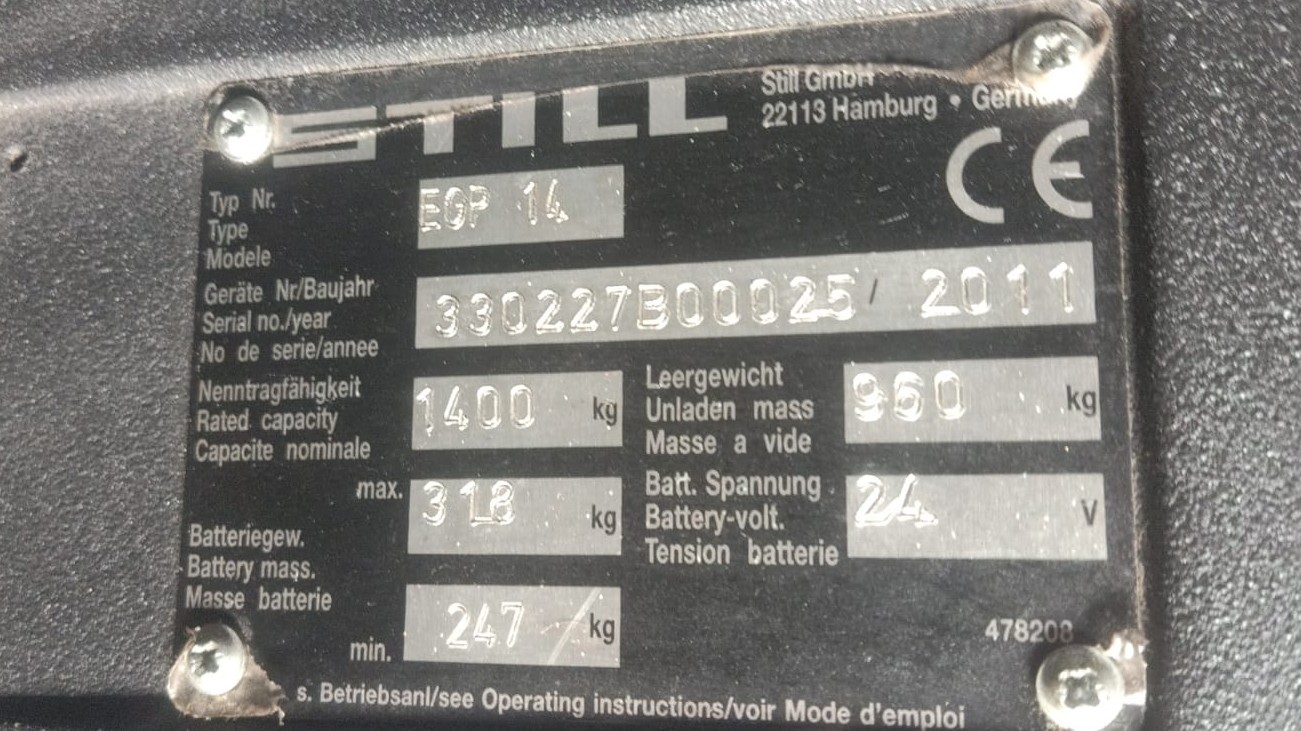 STILL
Still GmbH
22113 Hamburg • Germany
CE
Typ Nr.
Type
Modele
EGP 14
Geräte Nr/Baujahr
Serial no./year
No de serie/annee
330227B00025 / 2011
Nenntragfähigkeit
Rated capacity
Capacite nominale
1400 kg
Leergewicht
Unladen mass
Masse a vide
960 kg
max. 318 kg
Batteriegew.
Battery mass.
Masse batterie
min. 247 / kg
Batt. Spannung
Battery-volt.
Tension batterie
24 V
478208
s. Betriebsanl/see Operating instructions/voir Mode d'emploi